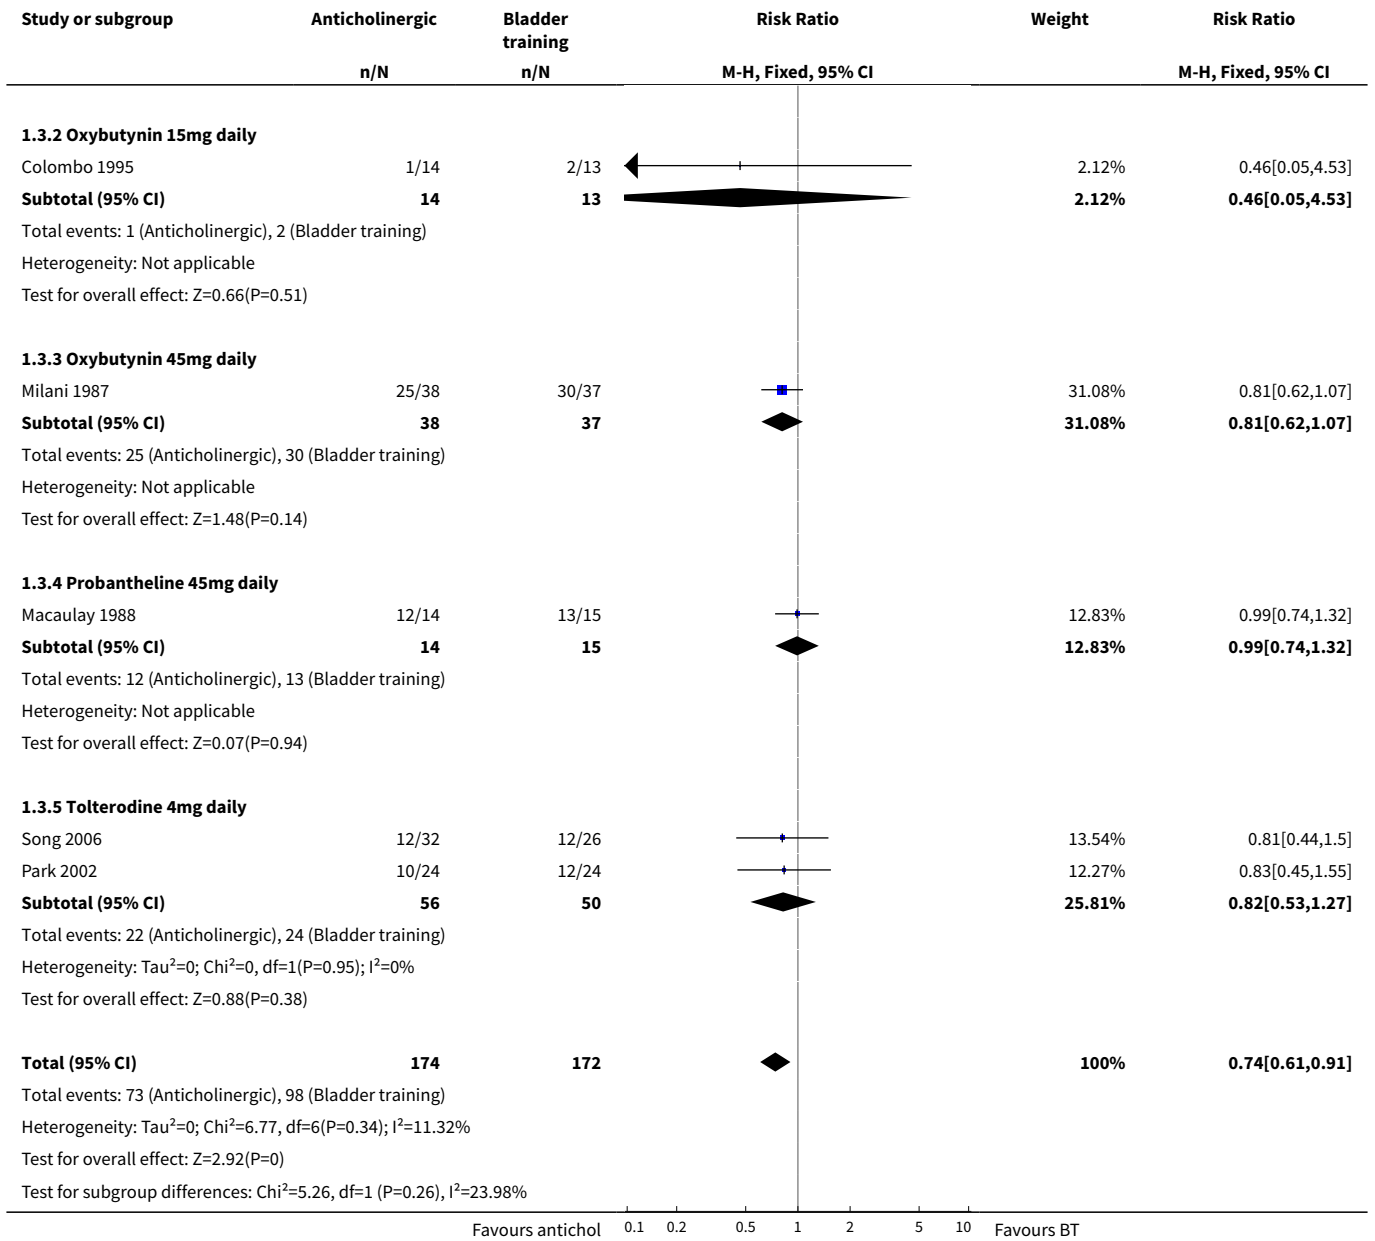 Study or subgroup Anticholinergic Bladder training Risk Ratio Weight Risk Ratio
n/N n/N M-H, Fixed, 95% CI M-H, Fixed, 95% CI
1.3.2 Oxybutynin 15mg daily
Colombo 1995 1/14 2/13 2.12% 0.46[0.05,4.53]
Subtotal (95% CI) 14 13 2.12% 0.46[0.05,4.53]
Total events: 1 (Anticholinergic), 2 (Bladder training)
Heterogeneity: Not applicable
Test for overall effect: Z=0.66(P=0.51)
1.3.3 Oxybutynin 45mg daily
Milani 1987 25/38 30/37 31.08% 0.81[0.62,1.07]
Subtotal (95% CI) 38 37 31.08% 0.81[0.62,1.07]
Total events: 25 (Anticholinergic), 30 (Bladder training)
Heterogeneity: Not applicable
Test for overall effect: Z=1.48(P=0.14)
1.3.4 Probantheline 45mg daily
Macaulay 1988 12/14 13/15 12.83% 0.99[0.74,1.32]
Subtotal (95% CI) 14 15 12.83% 0.99[0.74,1.32]
Total events: 12 (Anticholinergic), 13 (Bladder training)
Heterogeneity: Not applicable
Test for overall effect: Z=0.07(P=0.94)
1.3.5 Tolterodine 4mg daily
Song 2006 12/32 12/26 13.54% 0.81[0.44,1.5]
Park 2002 10/24 12/24 12.27% 0.83[0.45,1.55]
Subtotal (95% CI) 56 50 25.81% 0.82[0.53,1.27]
Total events: 22 (Anticholinergic), 24 (Bladder training)
Heterogeneity: Tau²=0; Chi²=0, df=1(P=0.95); I²=0%
Test for overall effect: Z=0.88(P=0.38)
Total (95% CI) 174 172 100% 0.74[0.61,0.91]
Total events: 73 (Anticholinergic), 98 (Bladder training)
Heterogeneity: Tau²=0; Chi²=6.77, df=6(P=0.34); I²=11.32%
Test for overall effect: Z=2.92(P=0)
Test for subgroup differences: Chi²=5.26, df=1 (P=0.26), I²=23.98%
Favours antichol 0.1 0.2 0.5 1 2 5 10 Favours BT